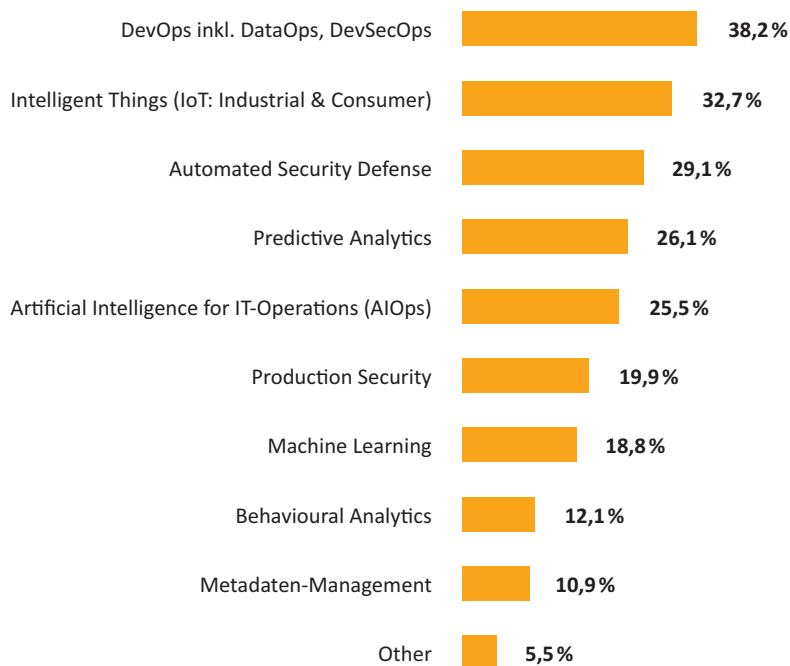 DevOps inkl. DataOps, DevSecOps 38,2 %
Intelligent Things (IoT: Industrial & Consumer) 32,7 %
Automated Security Defense 29,1 %
Predictive Analytics 26,1 %
Artificial Intelligence for IT-Operations (AIOps) 25,5 %
Production Security 19,9 %
Machine Learning 18,8 %
Behavioural Analytics 12,1 %
Metadaten-Management 10,9 %
Other 5,5 %